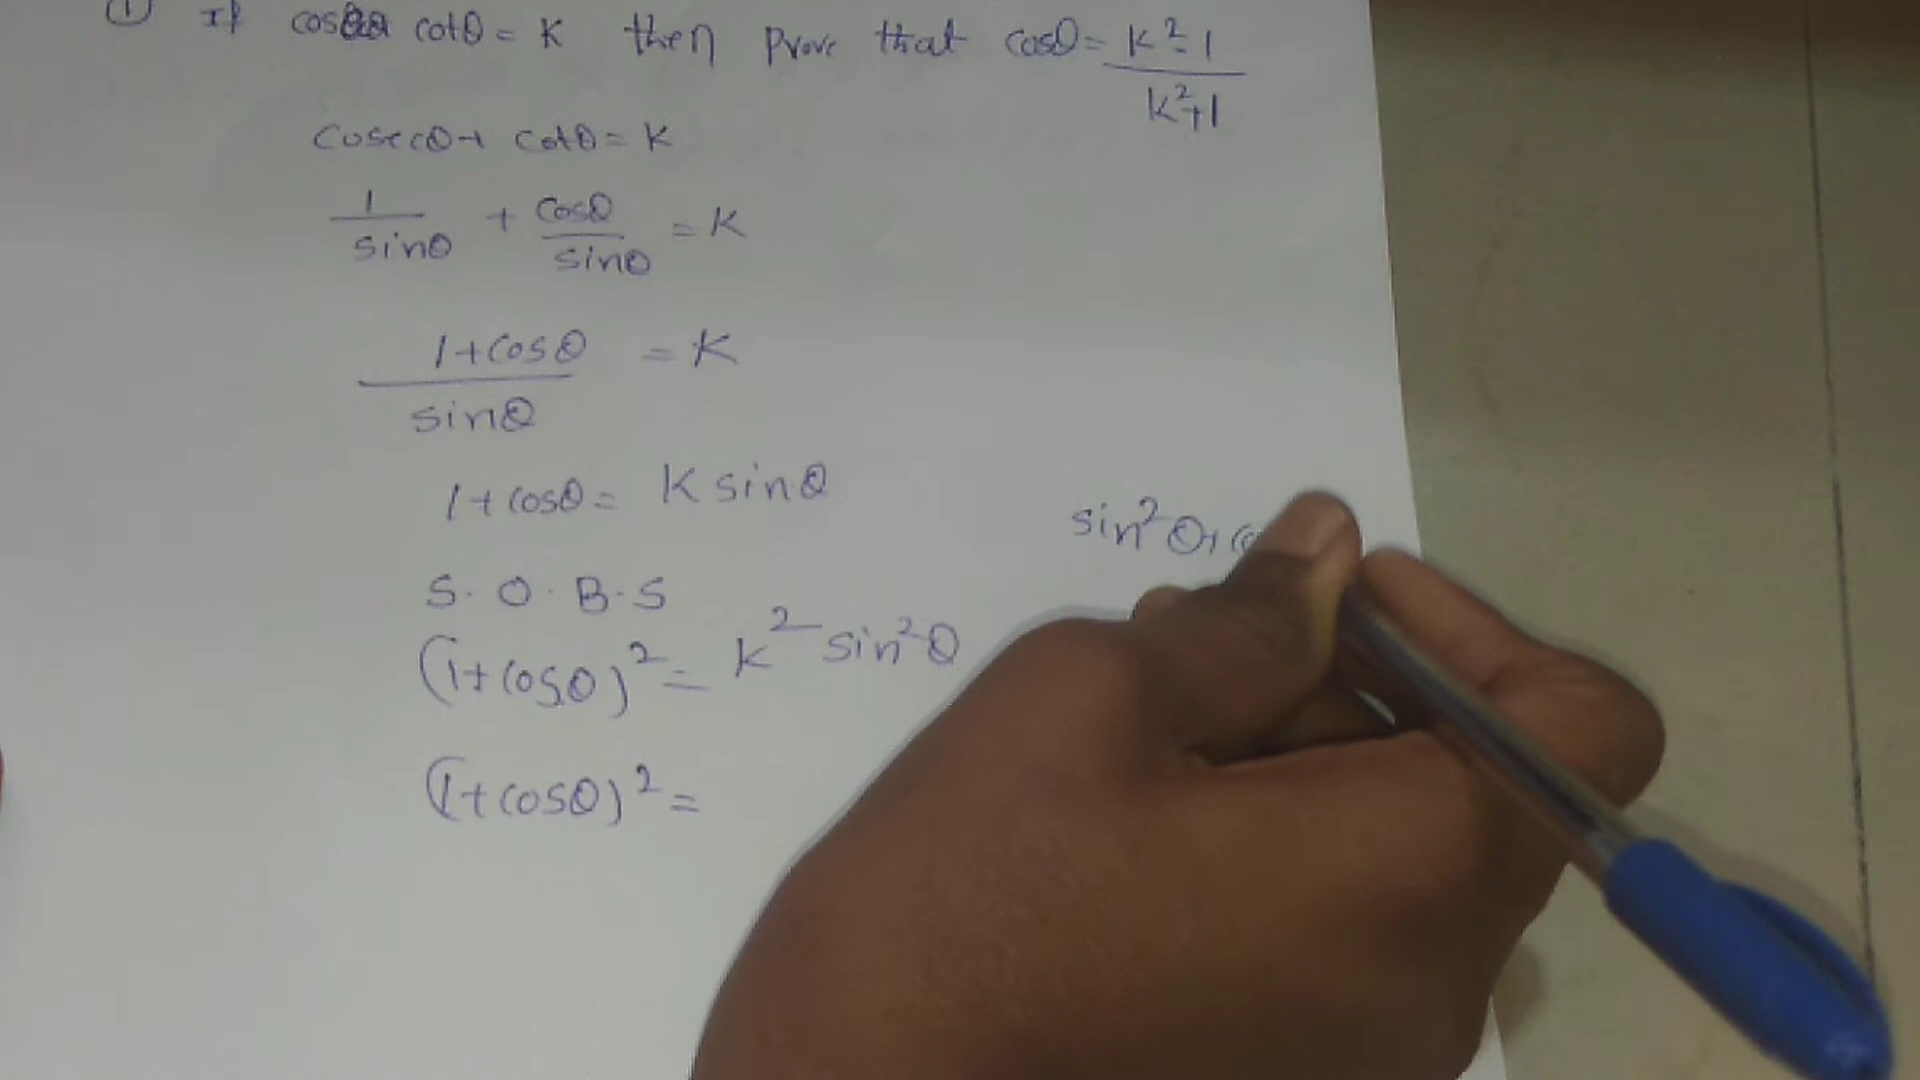 ① If cotθ = K then Prove that cosθ = K²-1 / K²+1
cosecθ + cotθ = K
1/sinθ + cosθ/sinθ = K
1+cosθ / sinθ = K
1+cosθ = K sinθ
S.O.B.S
(1+cosθ)² = K² sin²θ
sin²θ+
(1+cosθ)² =